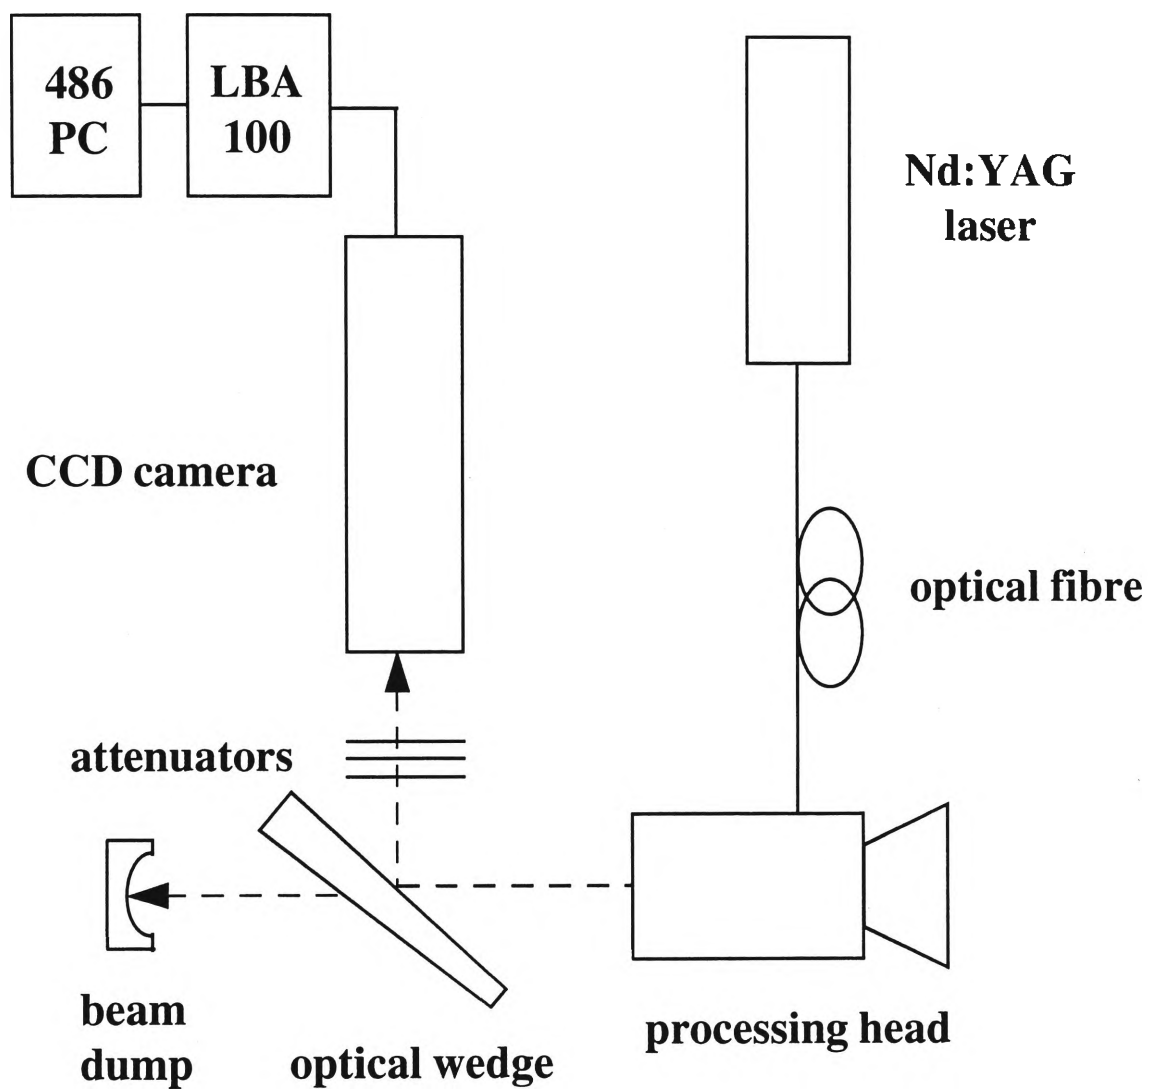 486
PC
LBA
100
Nd:YAG
laser
CCD camera
optical fibre
attenuators
beam
dump
optical wedge
processing head